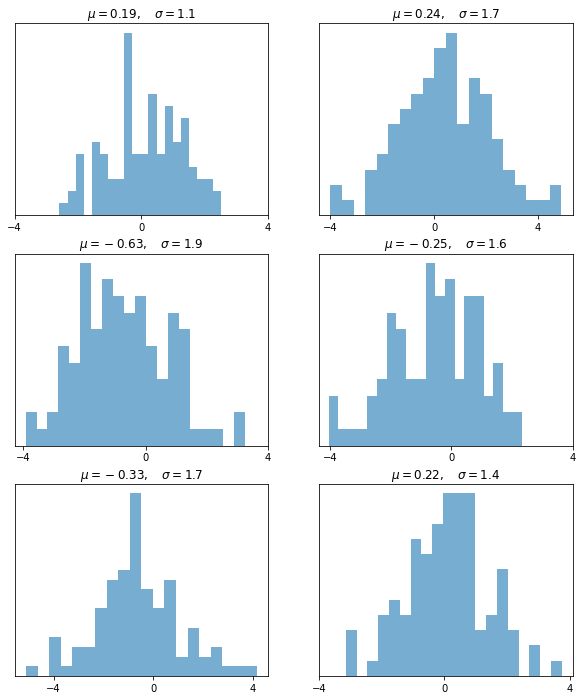 μ = 0.19, σ = 1.1
μ = 0.24, σ = 1.7
−4 0 4
−4 0 4
μ = −0.63, σ = 1.9
μ = −0.25, σ = 1.6
−4 0 4
−4 0 4
μ = −0.33, σ = 1.7
μ = 0.22, σ = 1.4
−4 0 4
−4 0 4